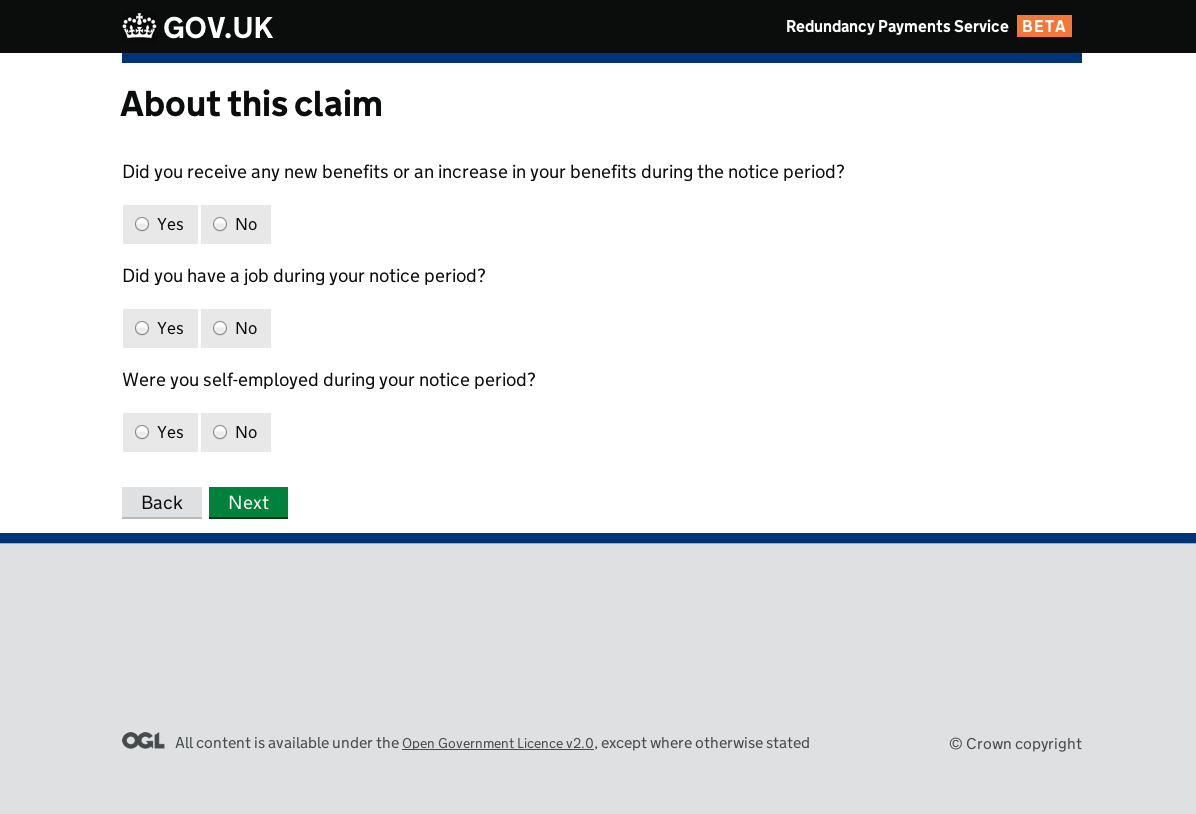 GOV.UK Redundancy Payments Service BETA
About this claim
Did you receive any new benefits or an increase in your benefits during the notice period?
Yes No
Did you have a job during your notice period?
Yes No
Were you self-employed during your notice period?
Yes No
Back Next
OGL All content is available under the Open Government Licence v2.0, except where otherwise stated © Crown copyright